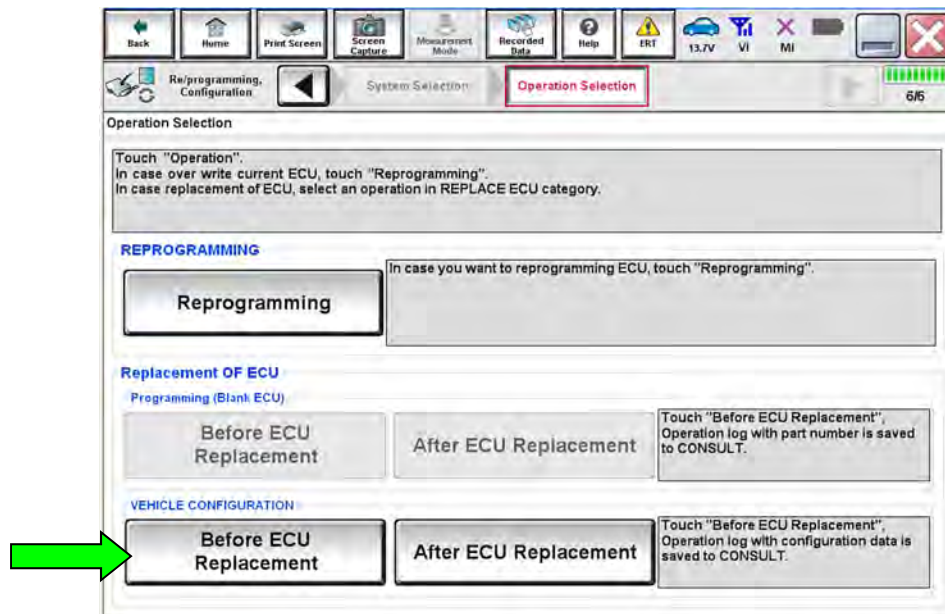 Back
Home
Print Screen
Screen
Capture
Measurement
Mode
Recorded
Data
Help
ERT
13.7V
VI
MI
Re/programming,
Configuration
System Selection
Operation Selection
6/6
Operation Selection
Touch "Operation".
In case over write current ECU, touch "Reprogramming".
In case replacement of ECU, select an operation in REPLACE ECU category.
REPROGRAMMING
Reprogramming
In case you want to reprogramming ECU, touch "Reprogramming".
Replacement OF ECU
Programming (Blank ECU)
Before ECU
Replacement
After ECU Replacement
Touch "Before ECU Replacement",
Operation log with part number is saved
to CONSULT.
VEHICLE CONFIGURATION
Before ECU
Replacement
After ECU Replacement
Touch "Before ECU Replacement",
Operation log with configuration data is
saved to CONSULT.